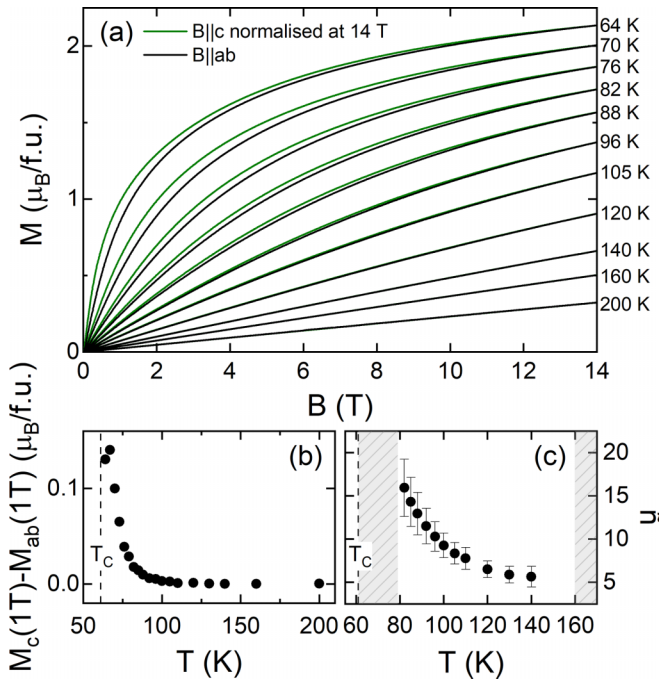 (a)
B||c normalised at 14 T
B||ab
64 K
70 K
76 K
82 K
88 K
96 K
105 K
120 K
140 K
160 K
200 K
2
1
0
M (μB/f.u.)
0 2 4 6 8 10 12 14
B (T)
(b)
Mc(1T)-Mab(1T) (μB/f.u.)
0.1
0.0
TC
50 100 150 200
T (K)
(c)
TC
20
15
10
5
ñ
60 80 100 120 140 160
T (K)